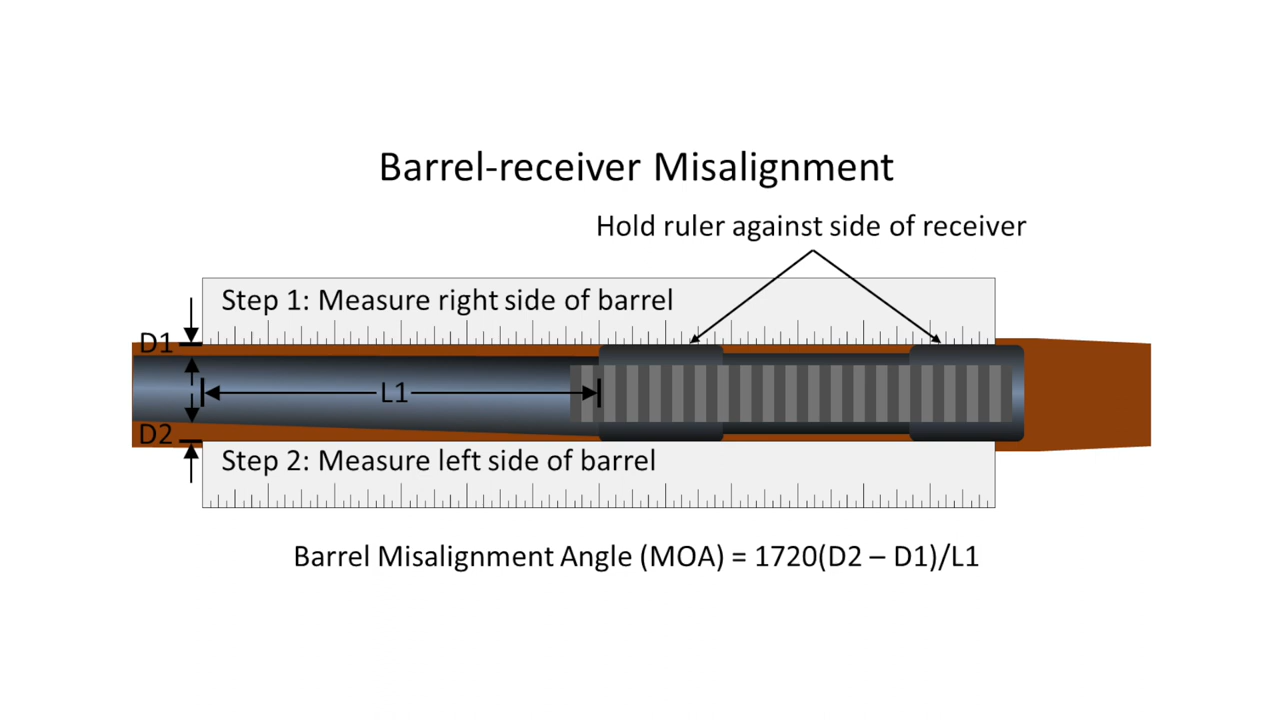 Barrel-receiver Misalignment
Hold ruler against side of receiver
Step 1: Measure right side of barrel
D1
L1
D2
Step 2: Measure left side of barrel
Barrel Misalignment Angle (MOA) = 1720(D2 – D1)/L1